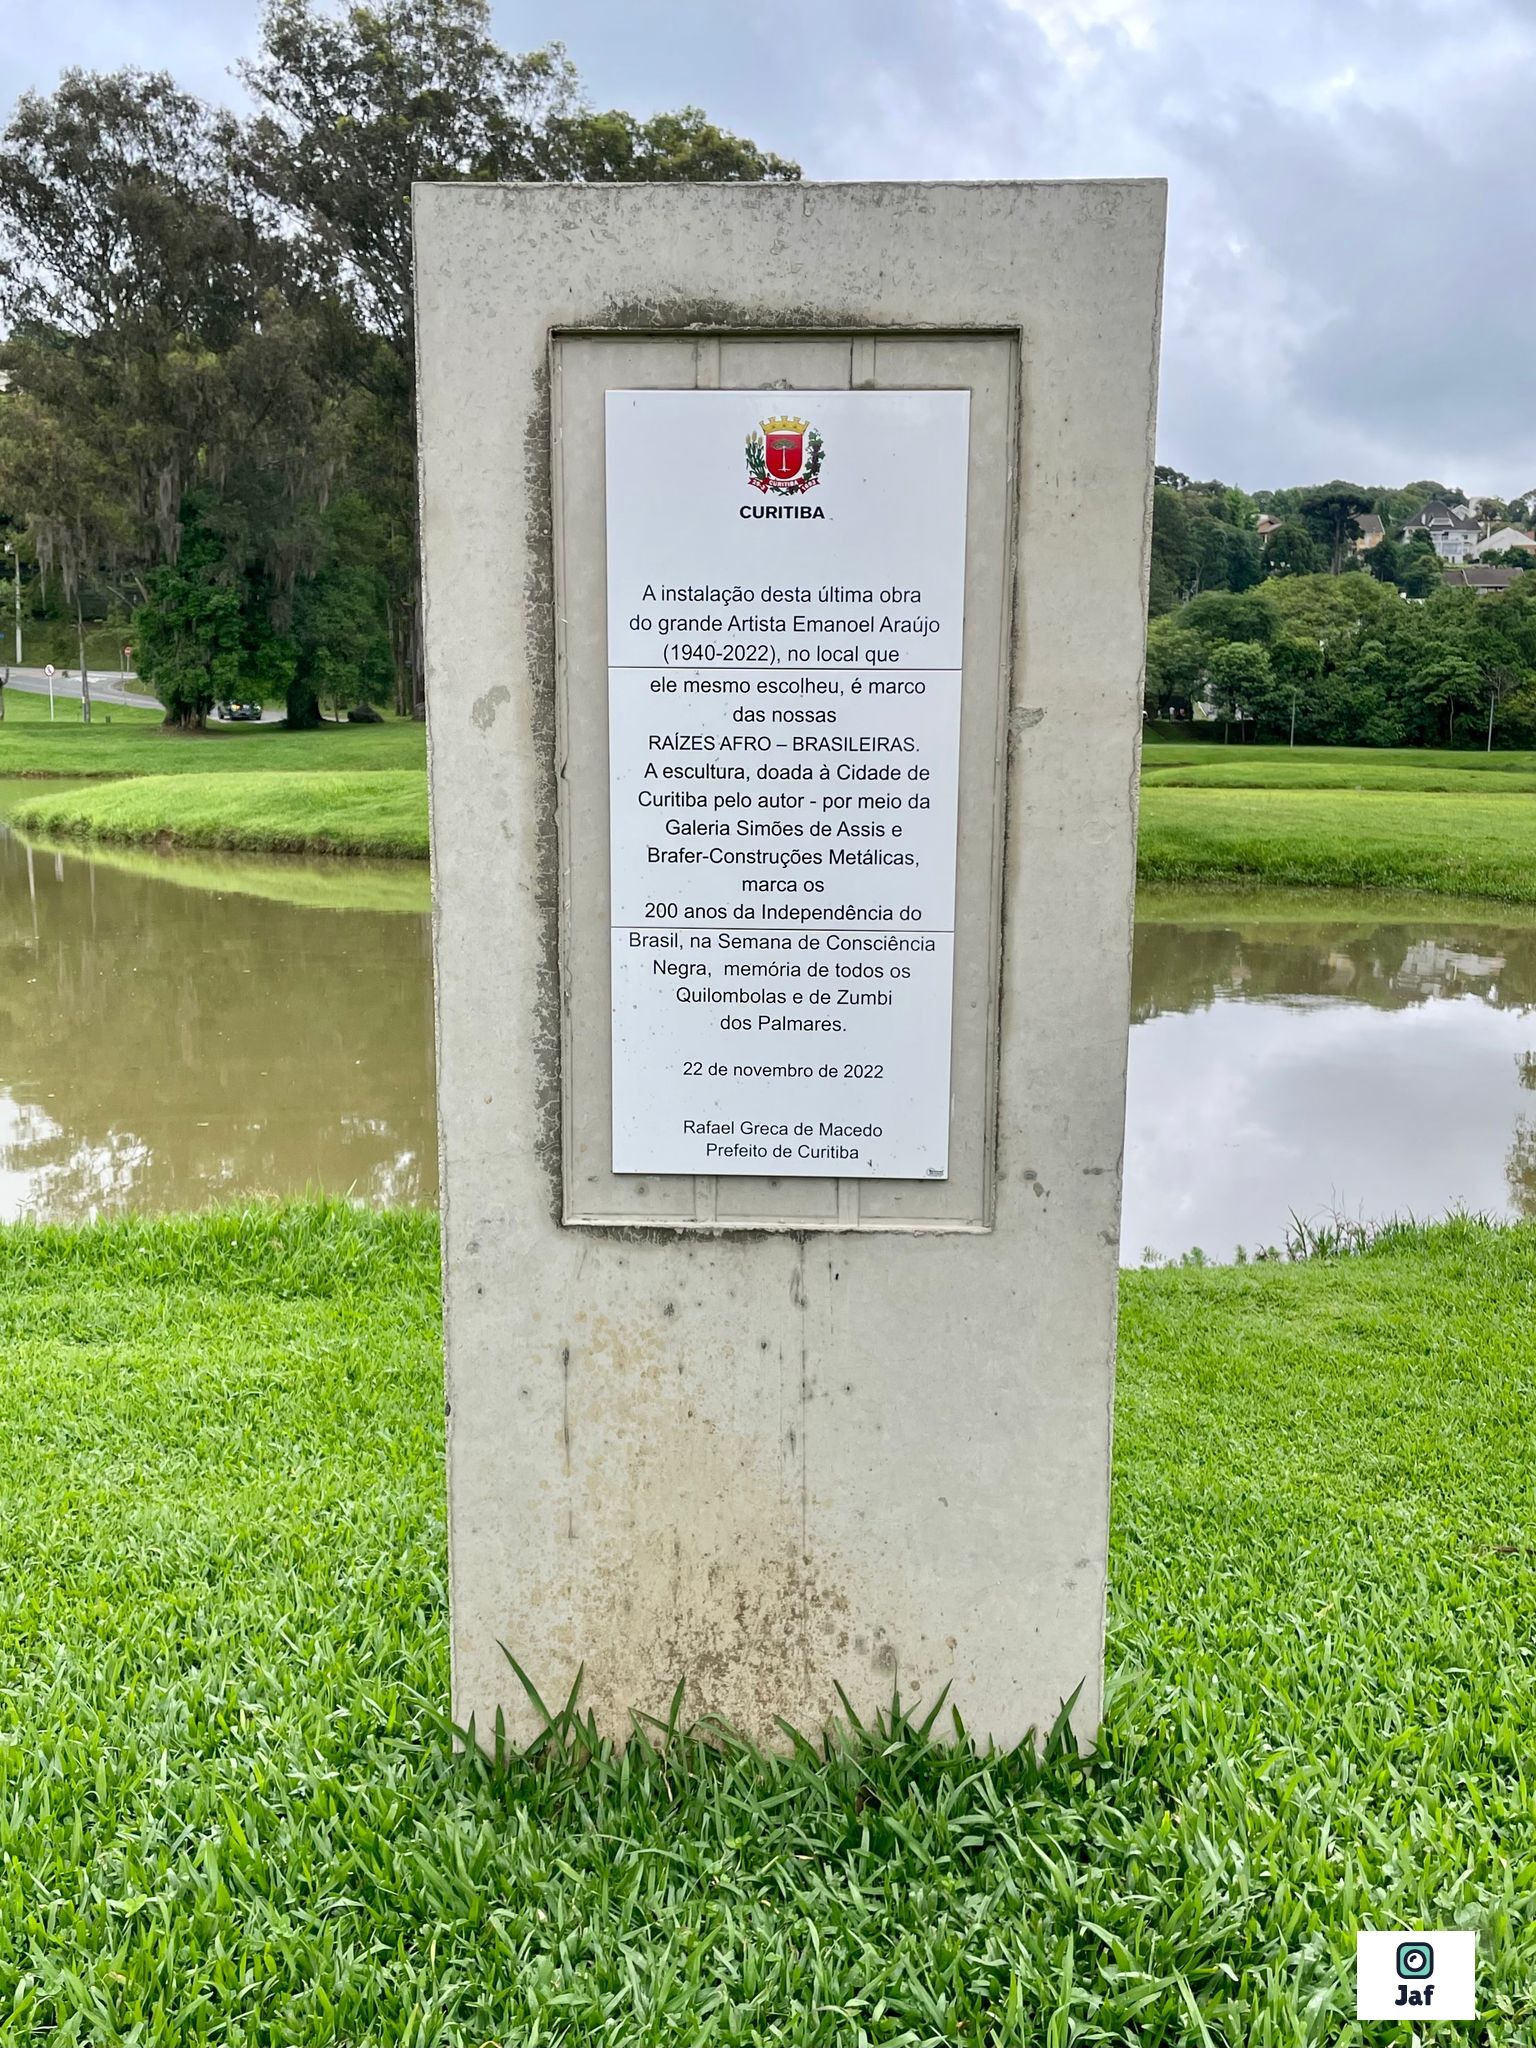 CURITIBA
CURITIBA
A instalação desta última obra
do grande Artista Emanoel Araújo
(1940-2022), no local que
ele mesmo escolheu, é marco
das nossas
RAÍZES AFRO – BRASILEIRAS.
A escultura, doada à Cidade de
Curitiba pelo autor - por meio da
Galeria Simões de Assis e
Brafer-Construções Metálicas,
marca os
200 anos da Independência do
Brasil, na Semana de Consciência
Negra, memória de todos os
Quilombolas e de Zumbi
dos Palmares.
22 de novembro de 2022
Rafael Greca de Macedo
Prefeito de Curitiba
Jaf